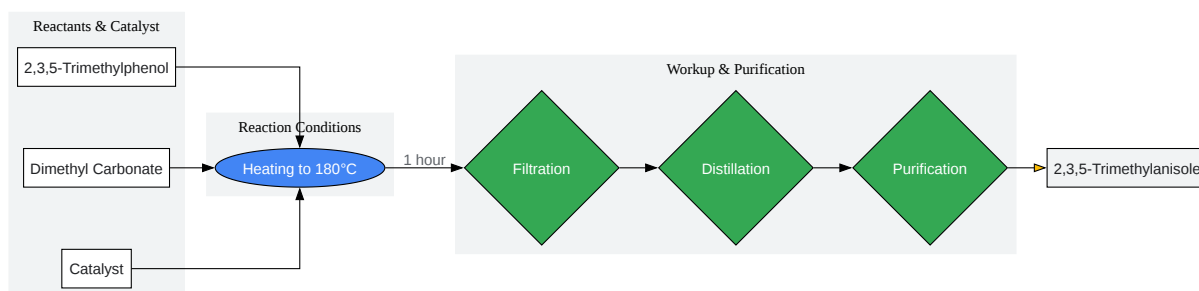 Reactants & Catalyst
2,3,5-Trimethylphenol
Dimethyl Carbonate
Catalyst
Reaction Conditions
Heating to 180°C
1 hour
Workup & Purification
Filtration
Distillation
Purification
2,3,5-Trimethylanisole